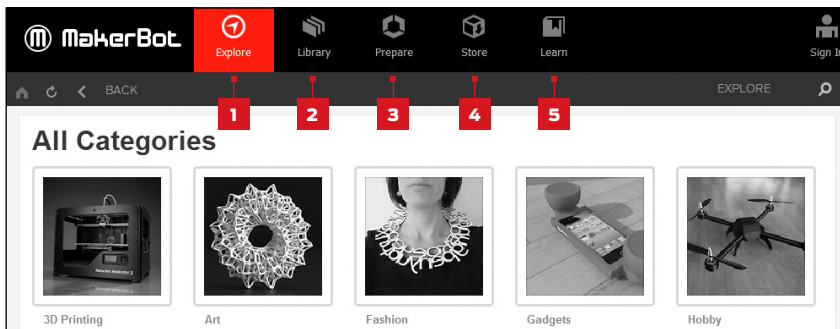 MakerBot
Explore
Library
Prepare
Store
Learn
Sign I
BACK
EXPLORE
1
2
3
4
5
All Categories
3D Printing
Art
Fashion
Gadgets
Hobby